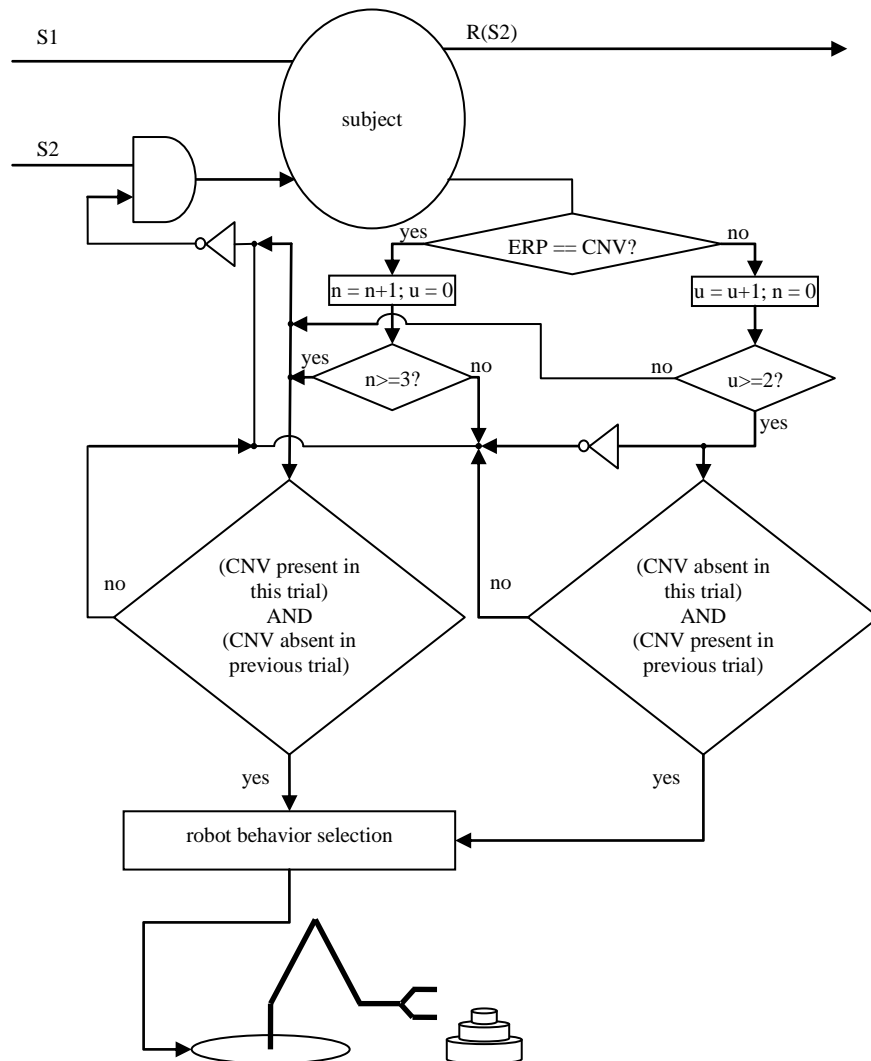 S1
R(S2)
subject
S2
yes
ERP == CNV?
no
n = n+1; u = 0
u = u+1; n = 0
yes
n>=3?
no
no
u>=2?
yes
no
(CNV present in
this trial)
AND
(CNV absent in
previous trial)
no
(CNV absent in
this trial)
AND
(CNV present in
previous trial)
yes
yes
robot behavior selection